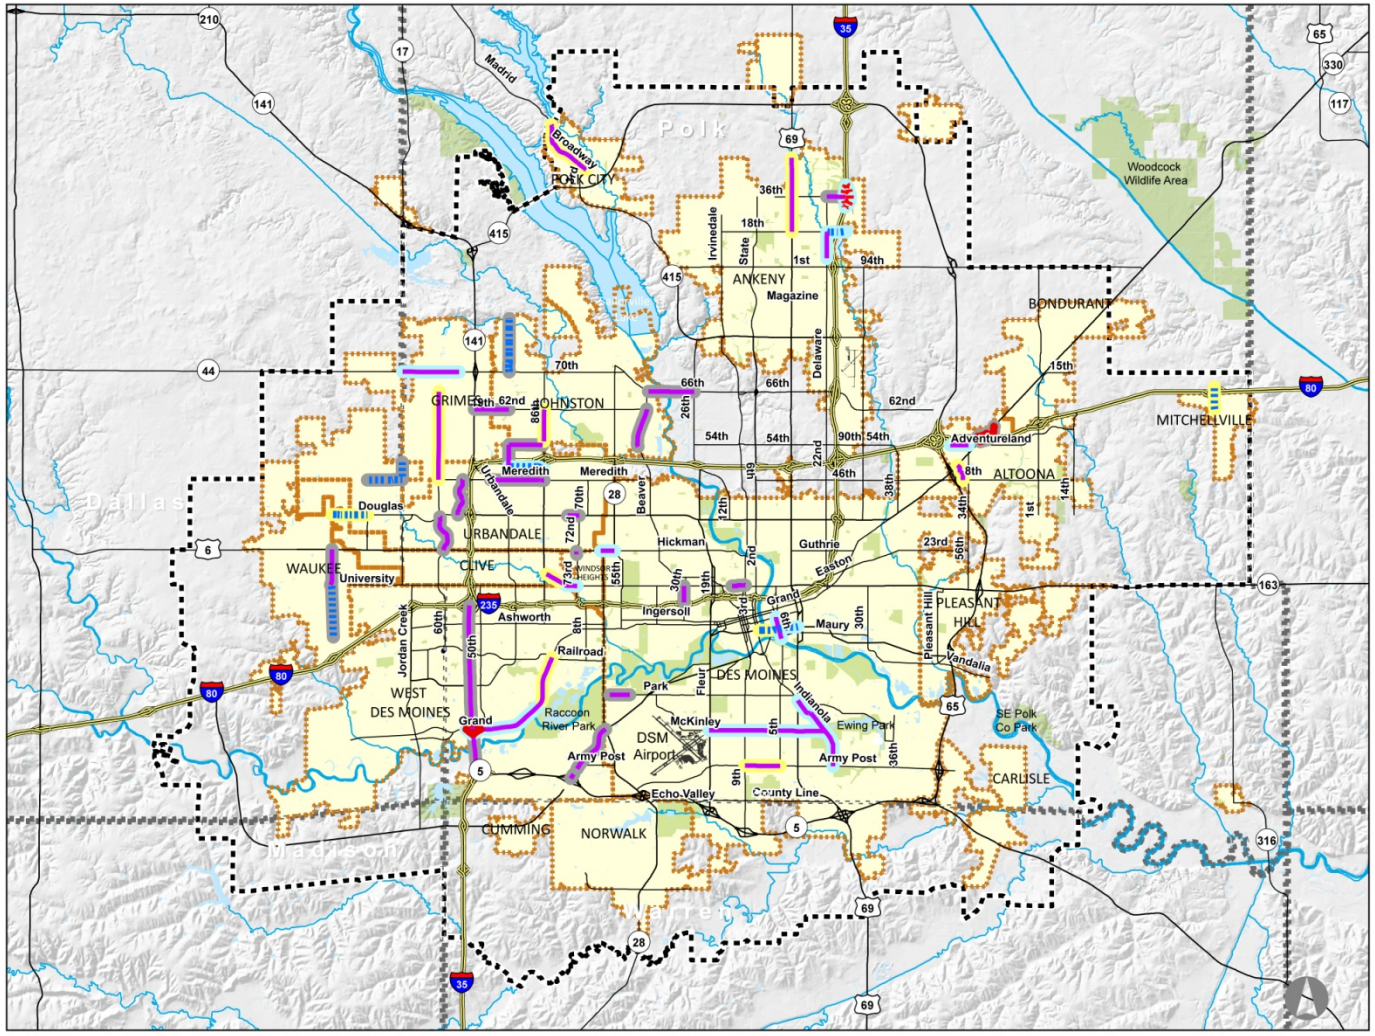 210
35
65
17
330
Madrid
141
117
Polk
69
Broadway
POLK CITY
Woodcock
Wildlife Area
36th
Irvinedale
18th
State
415
1st
94th
415
ANKENY
Magazine
BONDURANT
141
Delaware
44
70th
15th
66th
66th
80
GRIMES
62nd
JOHNSTON
86th
26th
62nd
MITCHELLVILLE
54th
54th
90th
54th
Adventureland
22nd
Meredith
Meredith
6th
46th
8th
ALTOONA
Urbandale
Beaver
38th
14th
Dallas
28
70th
12th
34th
1st
Douglas
72nd
URBANDALE
6
Hickman
2nd
Guthrie
23rd
56th
WAUKEE
CLIVE
WINDSOR
HEIGHTS
Easton
University
73rd
55th
30th
19th
163
235
Grand
PLEASANT
HILL
Ingersoll
Ashworth
60th
8th
Maury
6th
30th
Pleasant Hill
Jordan Creek
50th
Railroad
Vandalia
80
Fleur
DES MOINES
80
Park
WEST
DES MOINES
Indianola
65
Raccoon
River Park
SE Polk
Co Park
Grand
McKinley
5th
Ewing Park
DSM
Airport
Army Post
Army Post
36th
5
9th
CARLISLE
Echo Valley
County Line
CUMMING
NORWALK
5
316
Madison
69
Warren
28
35
69